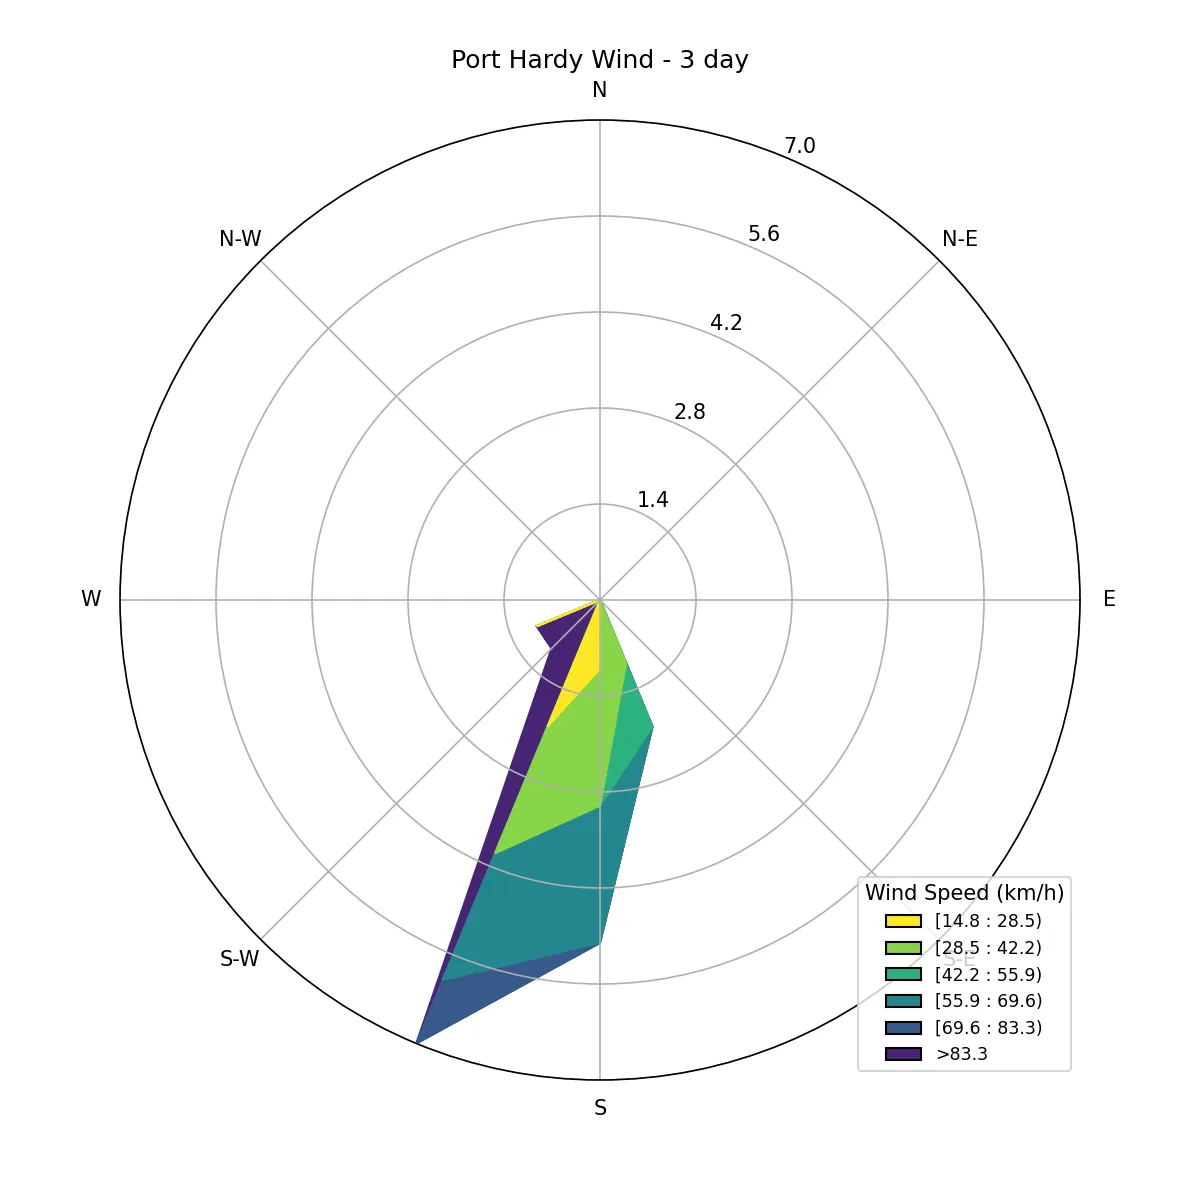 Port Hardy Wind - 3 day
N
7.0
N-W
5.6
N-E
4.2
2.8
1.4
W
E
S-W
S-E
S
Wind Speed (km/h)
[14.8 : 28.5)
[28.5 : 42.2)
[42.2 : 55.9)
[55.9 : 69.6)
[69.6 : 83.3)
>83.3